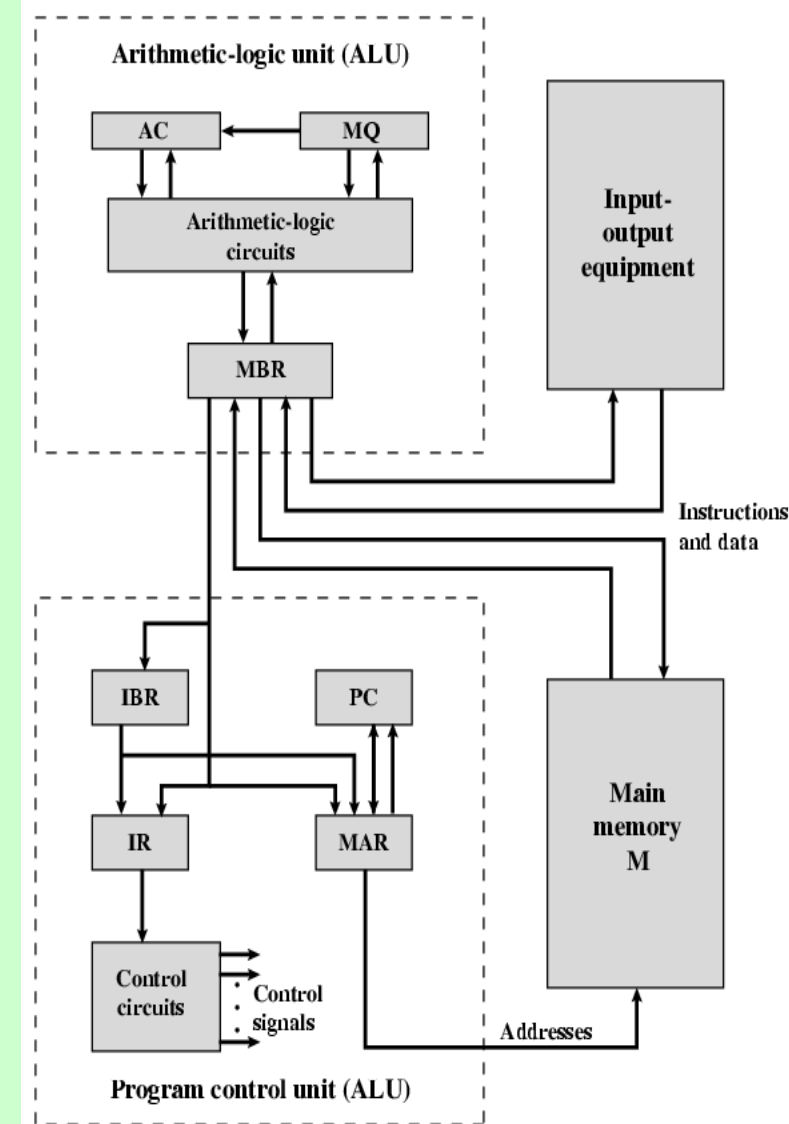 Arithmetic-logic unit (ALU)
AC
MQ
Arithmetic-logic
circuits
MBR
Input-
output
equipment
Instructions
and data
IBR
PC
IR
MAR
Main
memory
M
Control
circuits
Control
signals
Addresses
Program control unit (ALU)